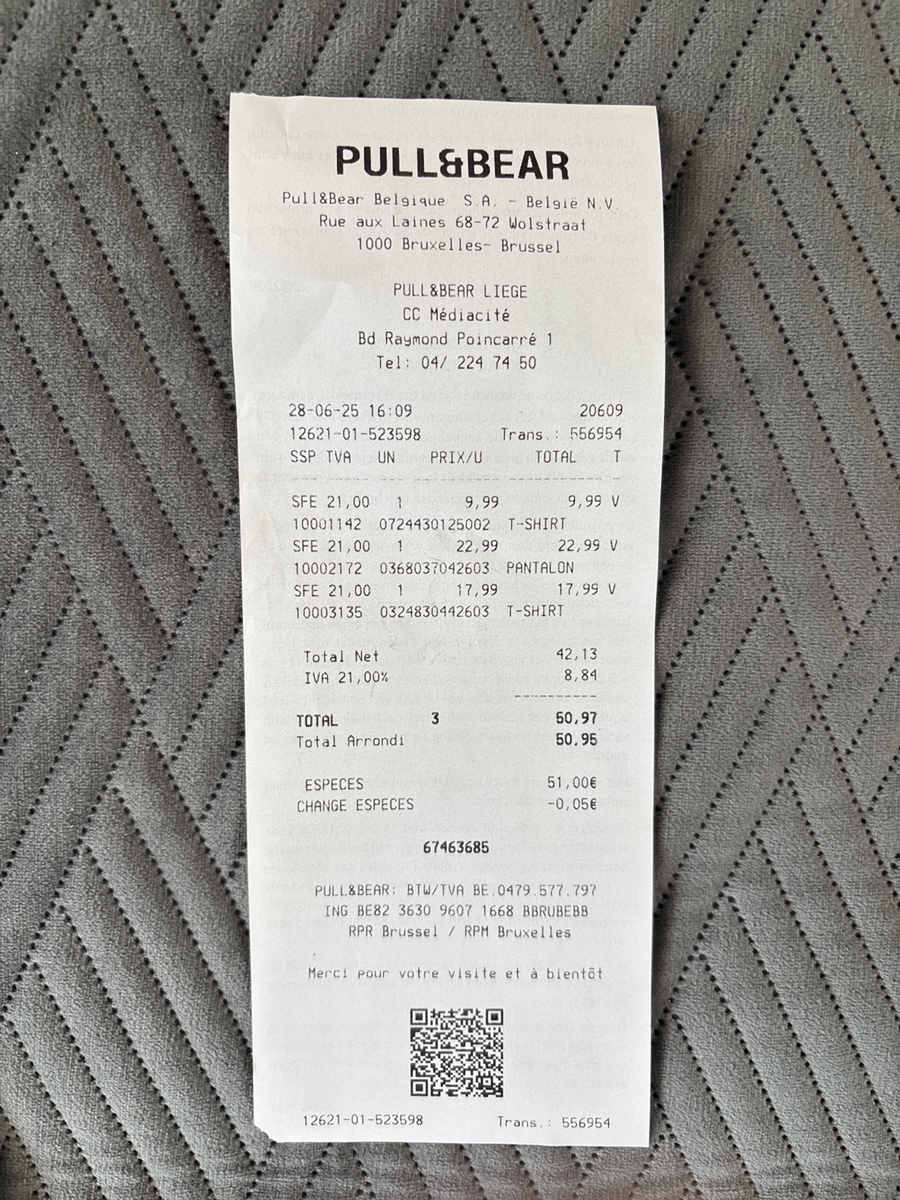 PULL&BEAR
Pull&Bear Belgique S.A. - België N.V.
Rue aux Laines 68-72 Wolstraat
1000 Bruxelles- Brussel
PULL&BEAR LIEGE
CC Médiacité
Bd Raymond Poincarré 1
Tel: 04/ 224 74 50
28-06-25 16:09 20609
12621-01-523598 Trans.: 556954
SSP TVA UN PRIX/U TOTAL T
SFE 21,00 1 9,99 9,99 V
10001142 0724430125002 T-SHIRT
SFE 21,00 1 22,99 22,99 V
10002172 0368037042603 PANTALON
SFE 21,00 1 17,99 17,99 V
10003135 0324830442603 T-SHIRT
Total Net 42,13
IVA 21,00% 8,84
TOTAL 3 50,97
Total Arrondi 50,95
ESPECES 51,00€
CHANGE ESPECES -0,05€
67463685
PULL&BEAR: BTW/TVA BE.0479.577.797
ING BE82 3630 9607 1668 BBRUBEBB
RPR Brussel / RPM Bruxelles
Merci pour votre visite et à bientôt
12621-01-523598 Trans.: 556954